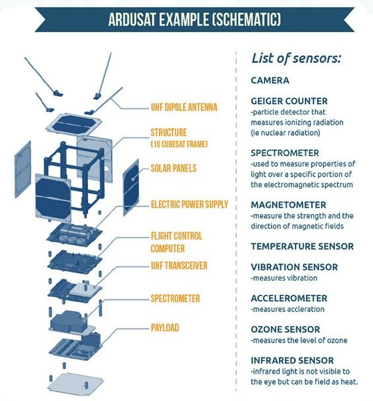 ARDUSAT EXAMPLE (SCHEMATIC)
UHF DIPOLE ANTENNA
STRUCTURE
(1U CUBESAT FRAME)
SOLAR PANELS
ELECTRIC POWER SUPPLY
FLIGHT CONTROL
COMPUTER
UHF TRANSCEIVER
SPECTROMETER
PAYLOAD
List of sensors:
CAMERA
GEIGER COUNTER
-particle detector that
measures ionizing radiation
(ie nuclear radiation)
SPECTROMETER
-used to measure properties of
light over a specific portion of
the electromagnetic spectrum
MAGNETOMETER
-measure the strength and the
direction of magnetic fields
TEMPERATURE SENSOR
VIBRATION SENSOR
-measures vibration
ACCELEROMETER
-measures accleration
OZONE SENSOR
-measures the level of ozone
INFRARED SENSOR
-infrared light is not visible to
the eye but can be field as heat.